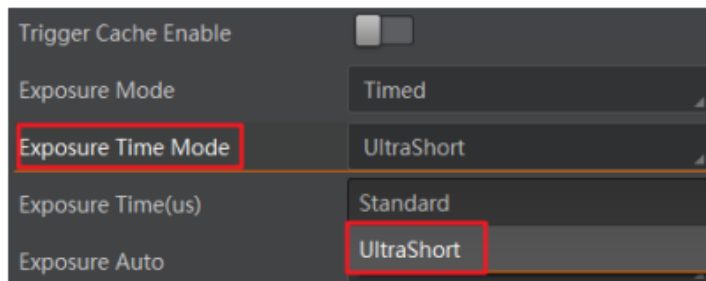 Trigger Cache Enable
Exposure Mode Timed
Exposure Time Mode UltraShort
Exposure Time(us) Standard
UltraShort
Exposure Auto